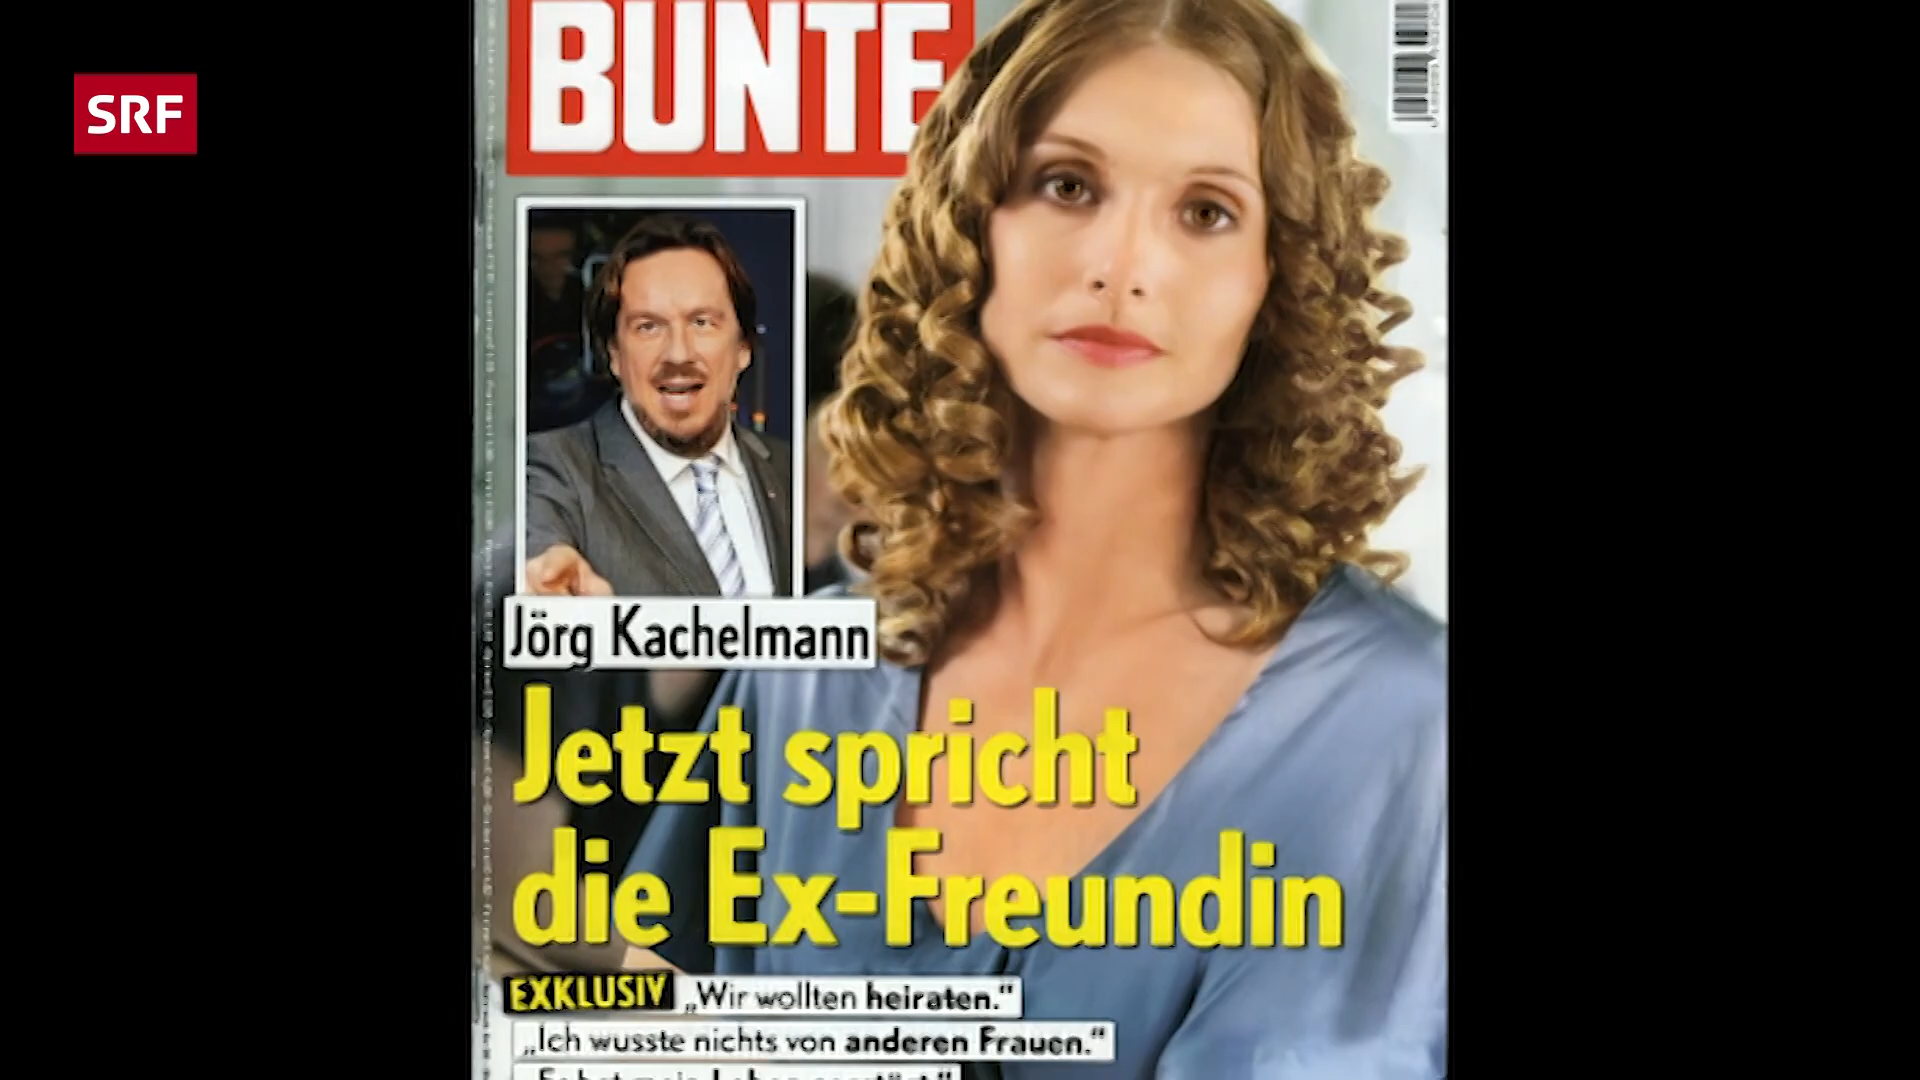 SRF
BUNTE
Jörg Kachelmann
Jetzt spricht
die Ex-Freundin
EXKLUSIV „Wir wollten heiraten.“
„Ich wusste nichts von anderen Frauen.“